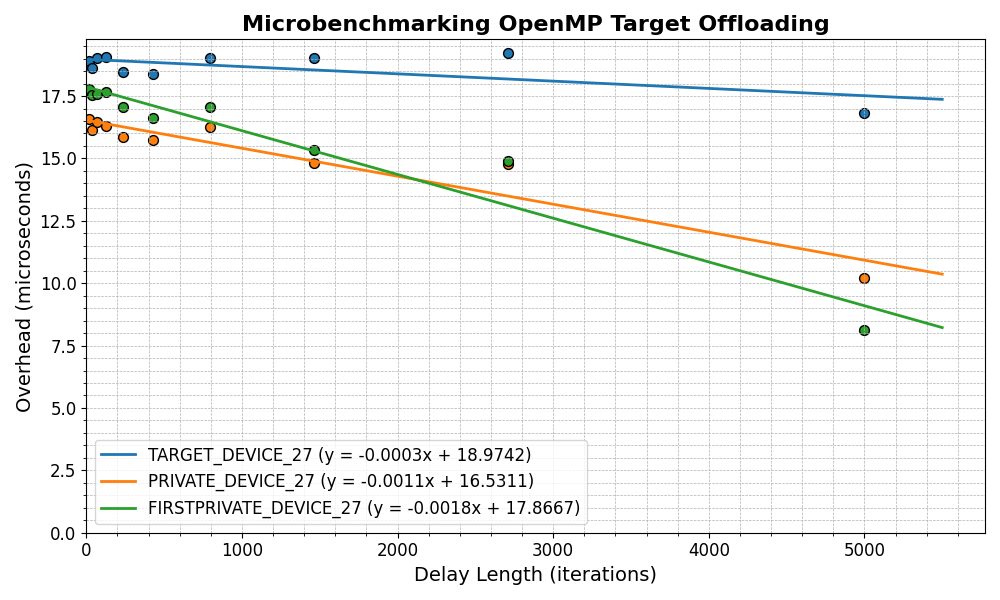 Microbenchmarking OpenMP Target Offloading
Overhead (microseconds)
17.5
15.0
12.5
10.0
7.5
5.0
2.5
0.0
TARGET_DEVICE_27 (y = -0.0003x + 18.9742)
PRIVATE_DEVICE_27 (y = -0.0011x + 16.5311)
FIRSTPRIVATE_DEVICE_27 (y = -0.0018x + 17.8667)
0 1000 2000 3000 4000 5000
Delay Length (iterations)